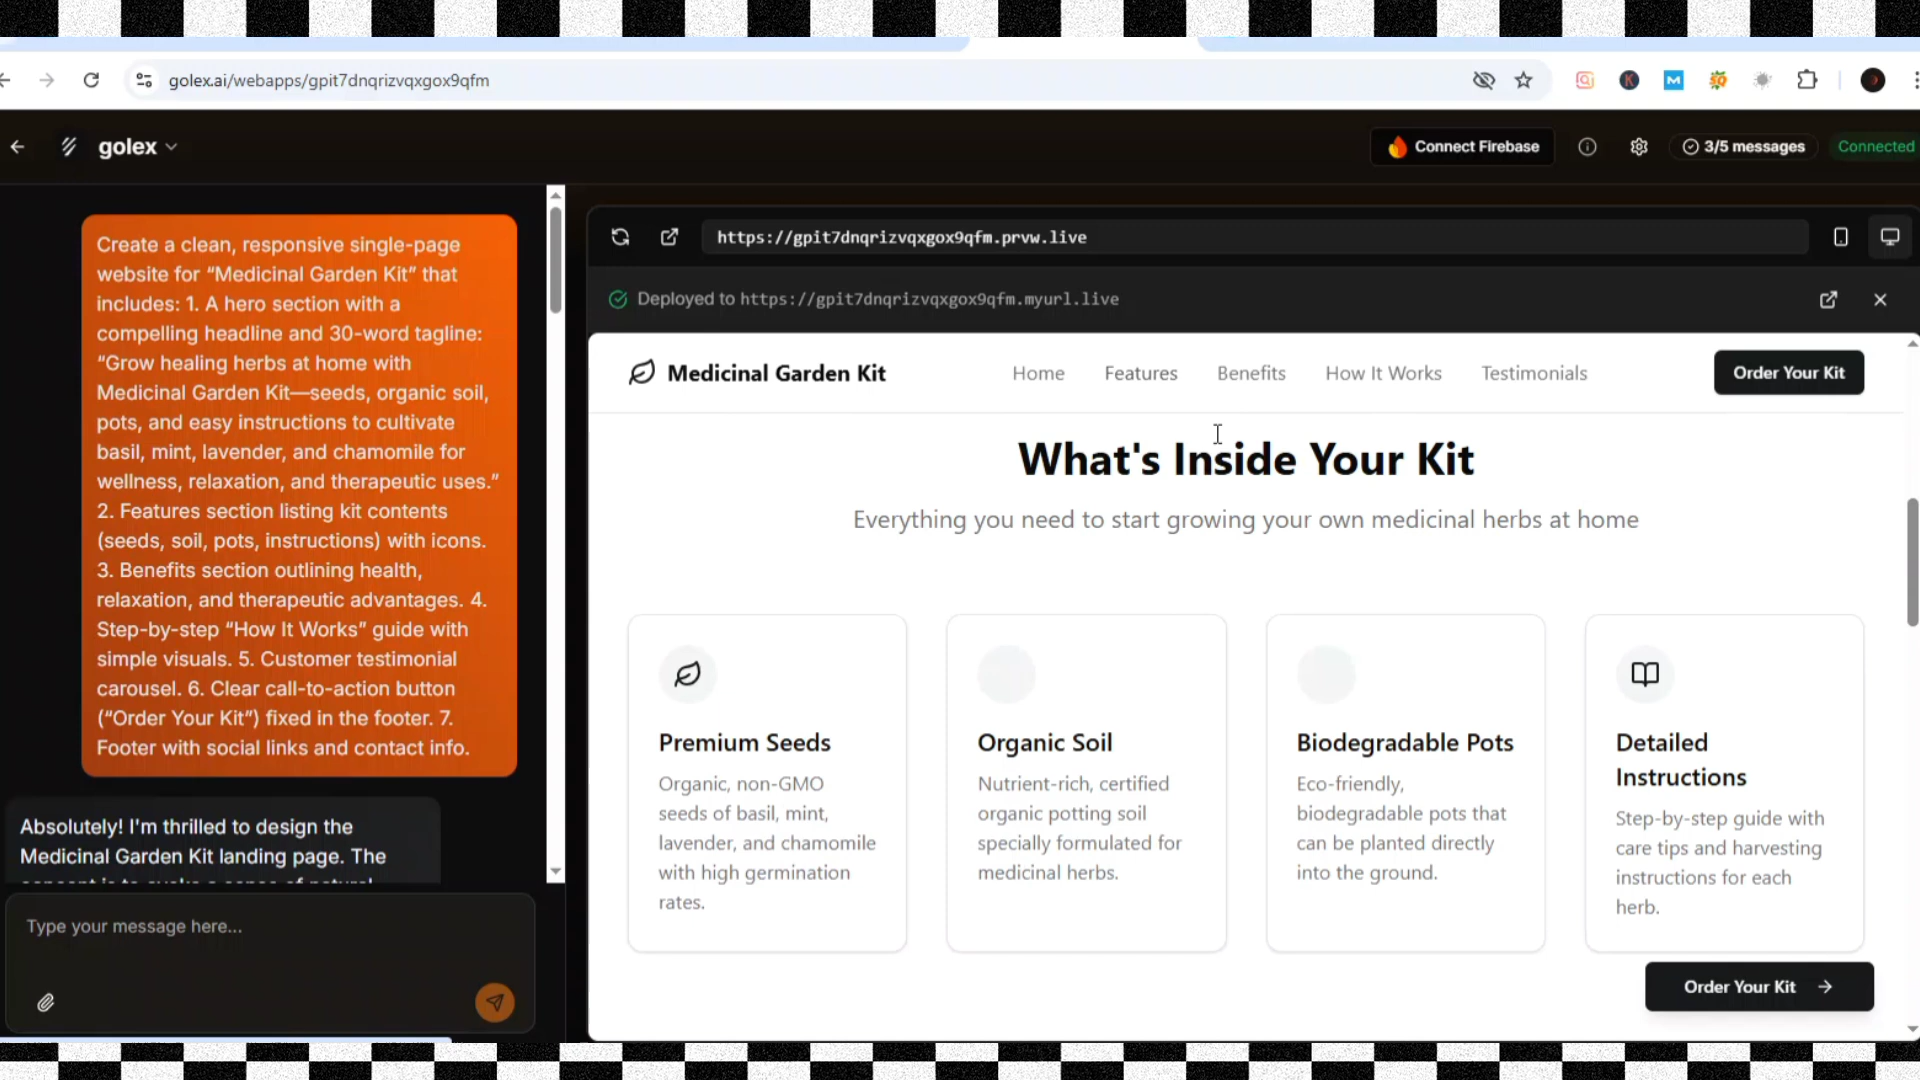 golex.ai/webapps/gpit7dnqrizvqxgox9qfm
golex
Connect Firebase
3/5 messages
Connected
Create a clean, responsive single-page
website for “Medicinal Garden Kit” that
includes: 1. A hero section with a
compelling headline and 30-word tagline:
“Grow healing herbs at home with
Medicinal Garden Kit—seeds, organic soil,
pots, and easy instructions to cultivate
basil, mint, lavender, and chamomile for
wellness, relaxation, and therapeutic uses.”
2. Features section listing kit contents
(seeds, soil, pots, instructions) with icons.
3. Benefits section outlining health,
relaxation, and therapeutic advantages. 4.
Step-by-step “How It Works” guide with
simple visuals. 5. Customer testimonial
carousel. 6. Clear call-to-action button
(“Order Your Kit”) fixed in the footer. 7.
Footer with social links and contact info.
Absolutely! I'm thrilled to design the
Medicinal Garden Kit landing page. The
Type your message here...
https://gpit7dnqrizvqxgox9qfm.prvw.live
Deployed to https://gpit7dnqrizvqxgox9qfm.myurl.live
Medicinal Garden Kit
Home
Features
Benefits
How It Works
Testimonials
Order Your Kit
What's Inside Your Kit
Everything you need to start growing your own medicinal herbs at home
Premium Seeds
Organic, non-GMO
seeds of basil, mint,
lavender, and chamomile
with high germination
rates.
Organic Soil
Nutrient-rich, certified
organic potting soil
specially formulated for
medicinal herbs.
Biodegradable Pots
Eco-friendly,
biodegradable pots that
can be planted directly
into the ground.
Detailed
Instructions
Step-by-step guide with
care tips and harvesting
instructions for each
herb.
Order Your Kit